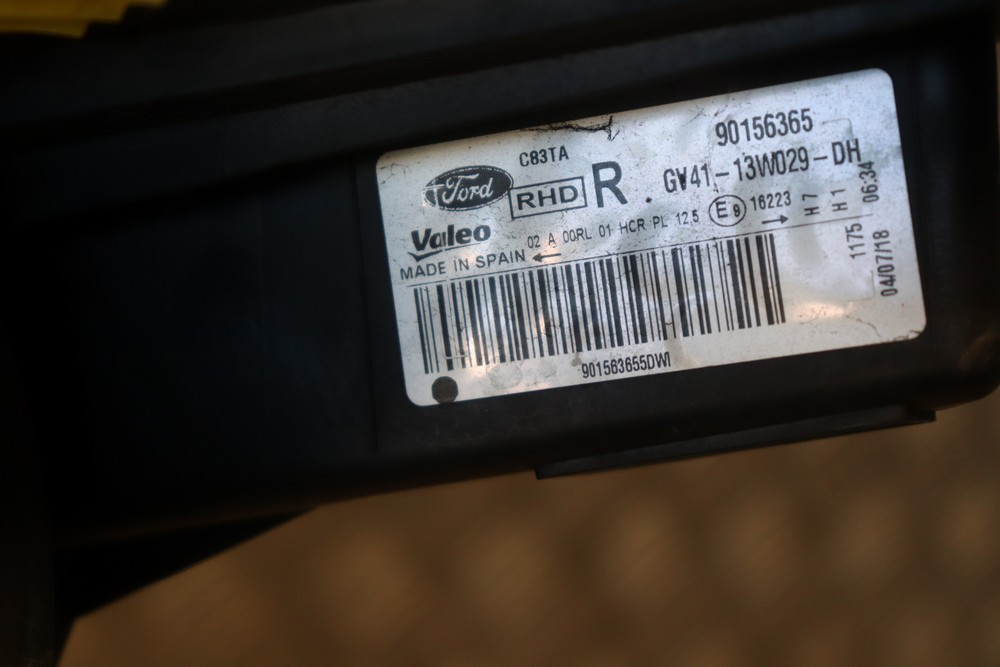 C83TA
90156365
Ford
RHD R
GV41-13W029-DH
Valeo
02 A 00RL 01 HCR PL 12,5 E9 16223
→
H7
H1
MADE IN SPAIN ←
1175
06:34
04/07/18
901563655DWI